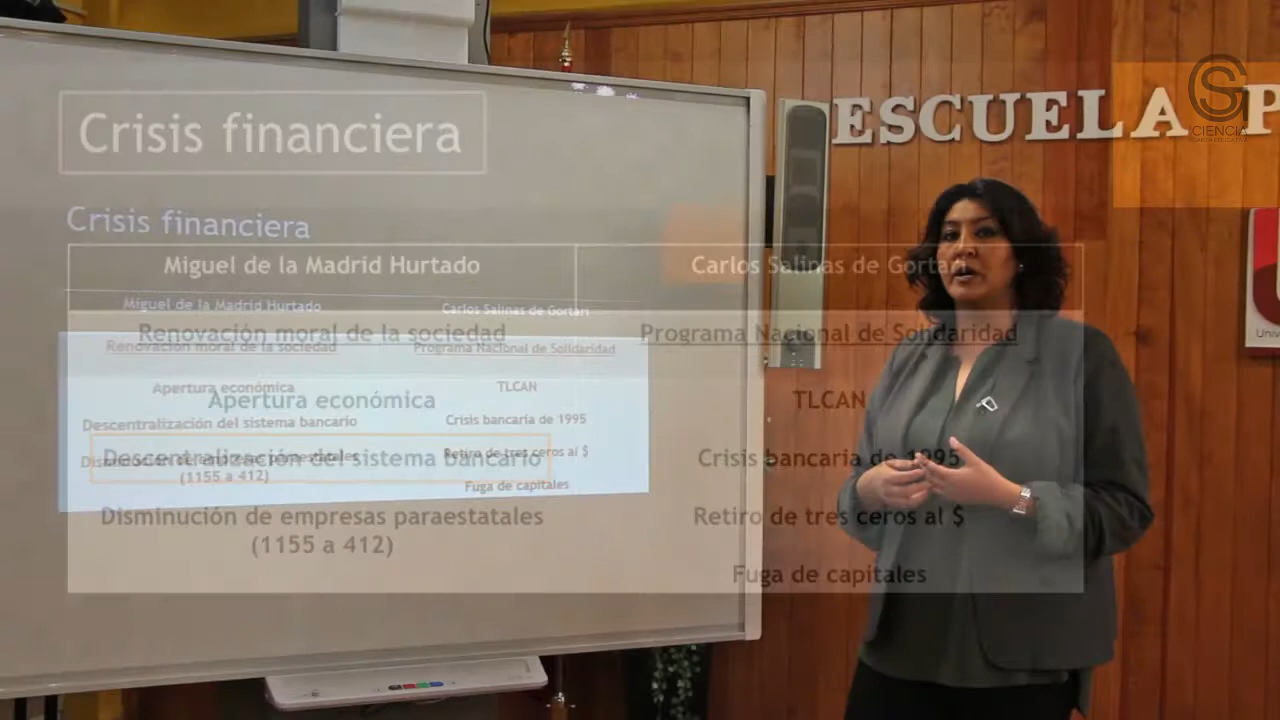 ESCUELA P
CIENCIA
Crisis financiera
Crisis financiera
Miguel de la Madrid Hurtado
Carlos Salinas de Gortari
Miguel de la Madrid Hurtado
Carlos Salinas de Gortari
Renovación moral de la sociedad
Programa Nacional de Solidaridad
Renovación moral de la sociedad
Programa Nacional de Solidaridad
Apertura económica
TLCAN
Apertura económica
TLCAN
Descentralización del sistema bancario
Crisis bancaria de 1995
Descentralización del sistema bancario
Crisis bancaria de 1995
Disminución de empresas paraestatales
(1155 a 412)
Retiro de tres ceros al $
Fuga de capitales
Disminución de empresas paraestatales
(1155 a 412)
Retiro de tres ceros al $
Fuga de capitales